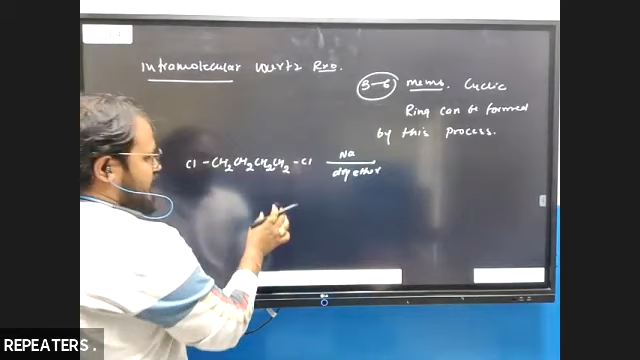 Intramolecular wurtz Rxn.
3-6 mems. Cyclic
Ring can be formed
by this process.
Cl - CH2CH2CH2CH2 - Cl Na
dry ether
REPEATERS .